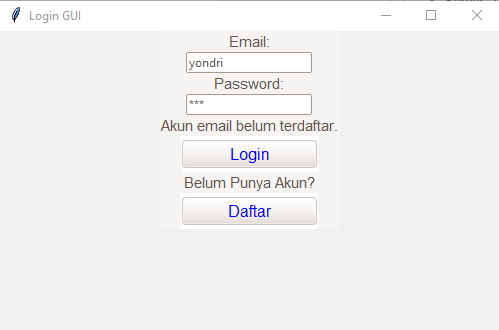 Login GUI
Email:
yondri
Password:
***
Akun email belum terdaftar.
Login
Belum Punya Akun?
Daftar